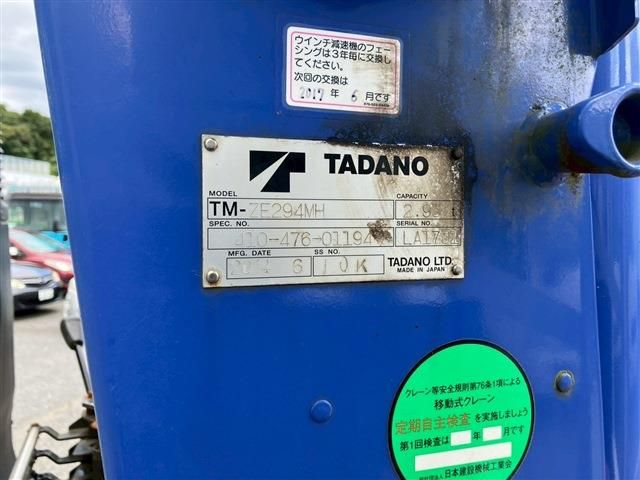 ウインチ減速機のフェー
シングは3年毎に交換し
てください。
次回の交換は
2017年 6月です
TADANO
MODEL
CAPACITY
TM-ZE294MH
2.93
SPEC. NO.
SERIAL NO.
410-476-01194
MFG. DATE
SS NO.
6
10K
TADANO LTD.
MADE IN JAPAN
クレーン等安全規則第76条1項による
移動式クレーン
定期自主検査を実施しましょう
第1回検査は 年 月です
日本建設機械工業会